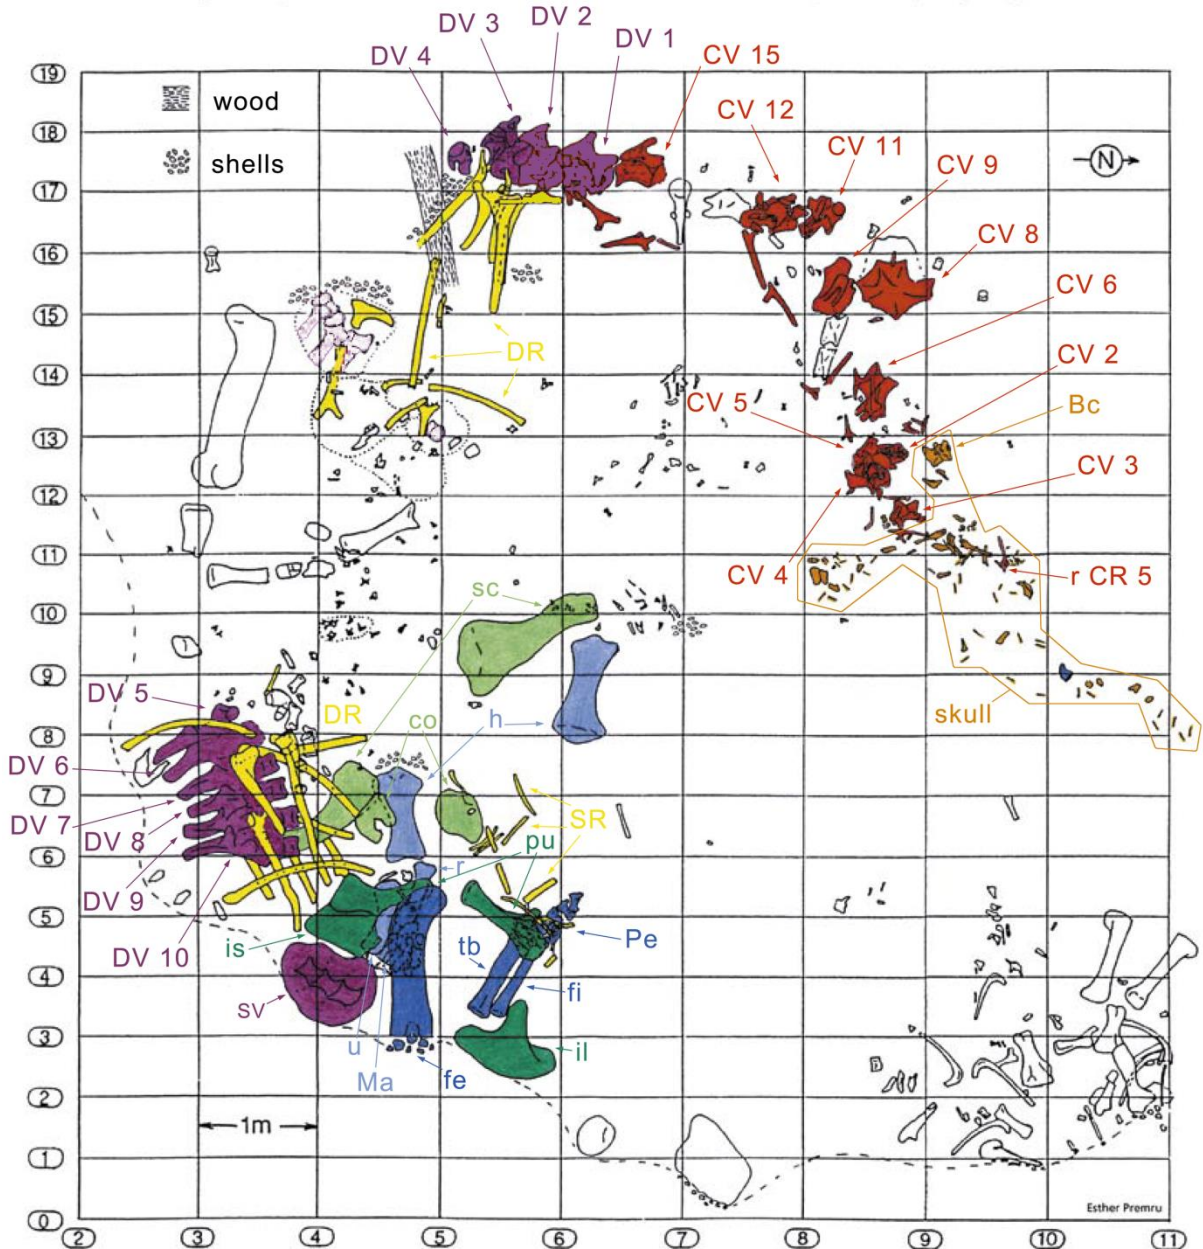 DV 2
DV 3
DV 1
DV 4
CV 15
19
wood
CV 12
18
shells
CV 11
N
CV 9
17
CV 8
16
CV 6
15
DR
CV 2
14
CV 5
Bc
13
CV 3
12
11
CV 4
r CR 5
sc
10
9
DV 5
DR
co
h
skull
8
DV 6
7
DV 7
SR
DV 8
pu
6
r
DV 9
5
DV 10
is
tb
Pe
4
sv
fi
3
u
il
Ma
fe
2
1m
1
Esther Premru
0
2
3
4
5
6
7
8
9
10
11